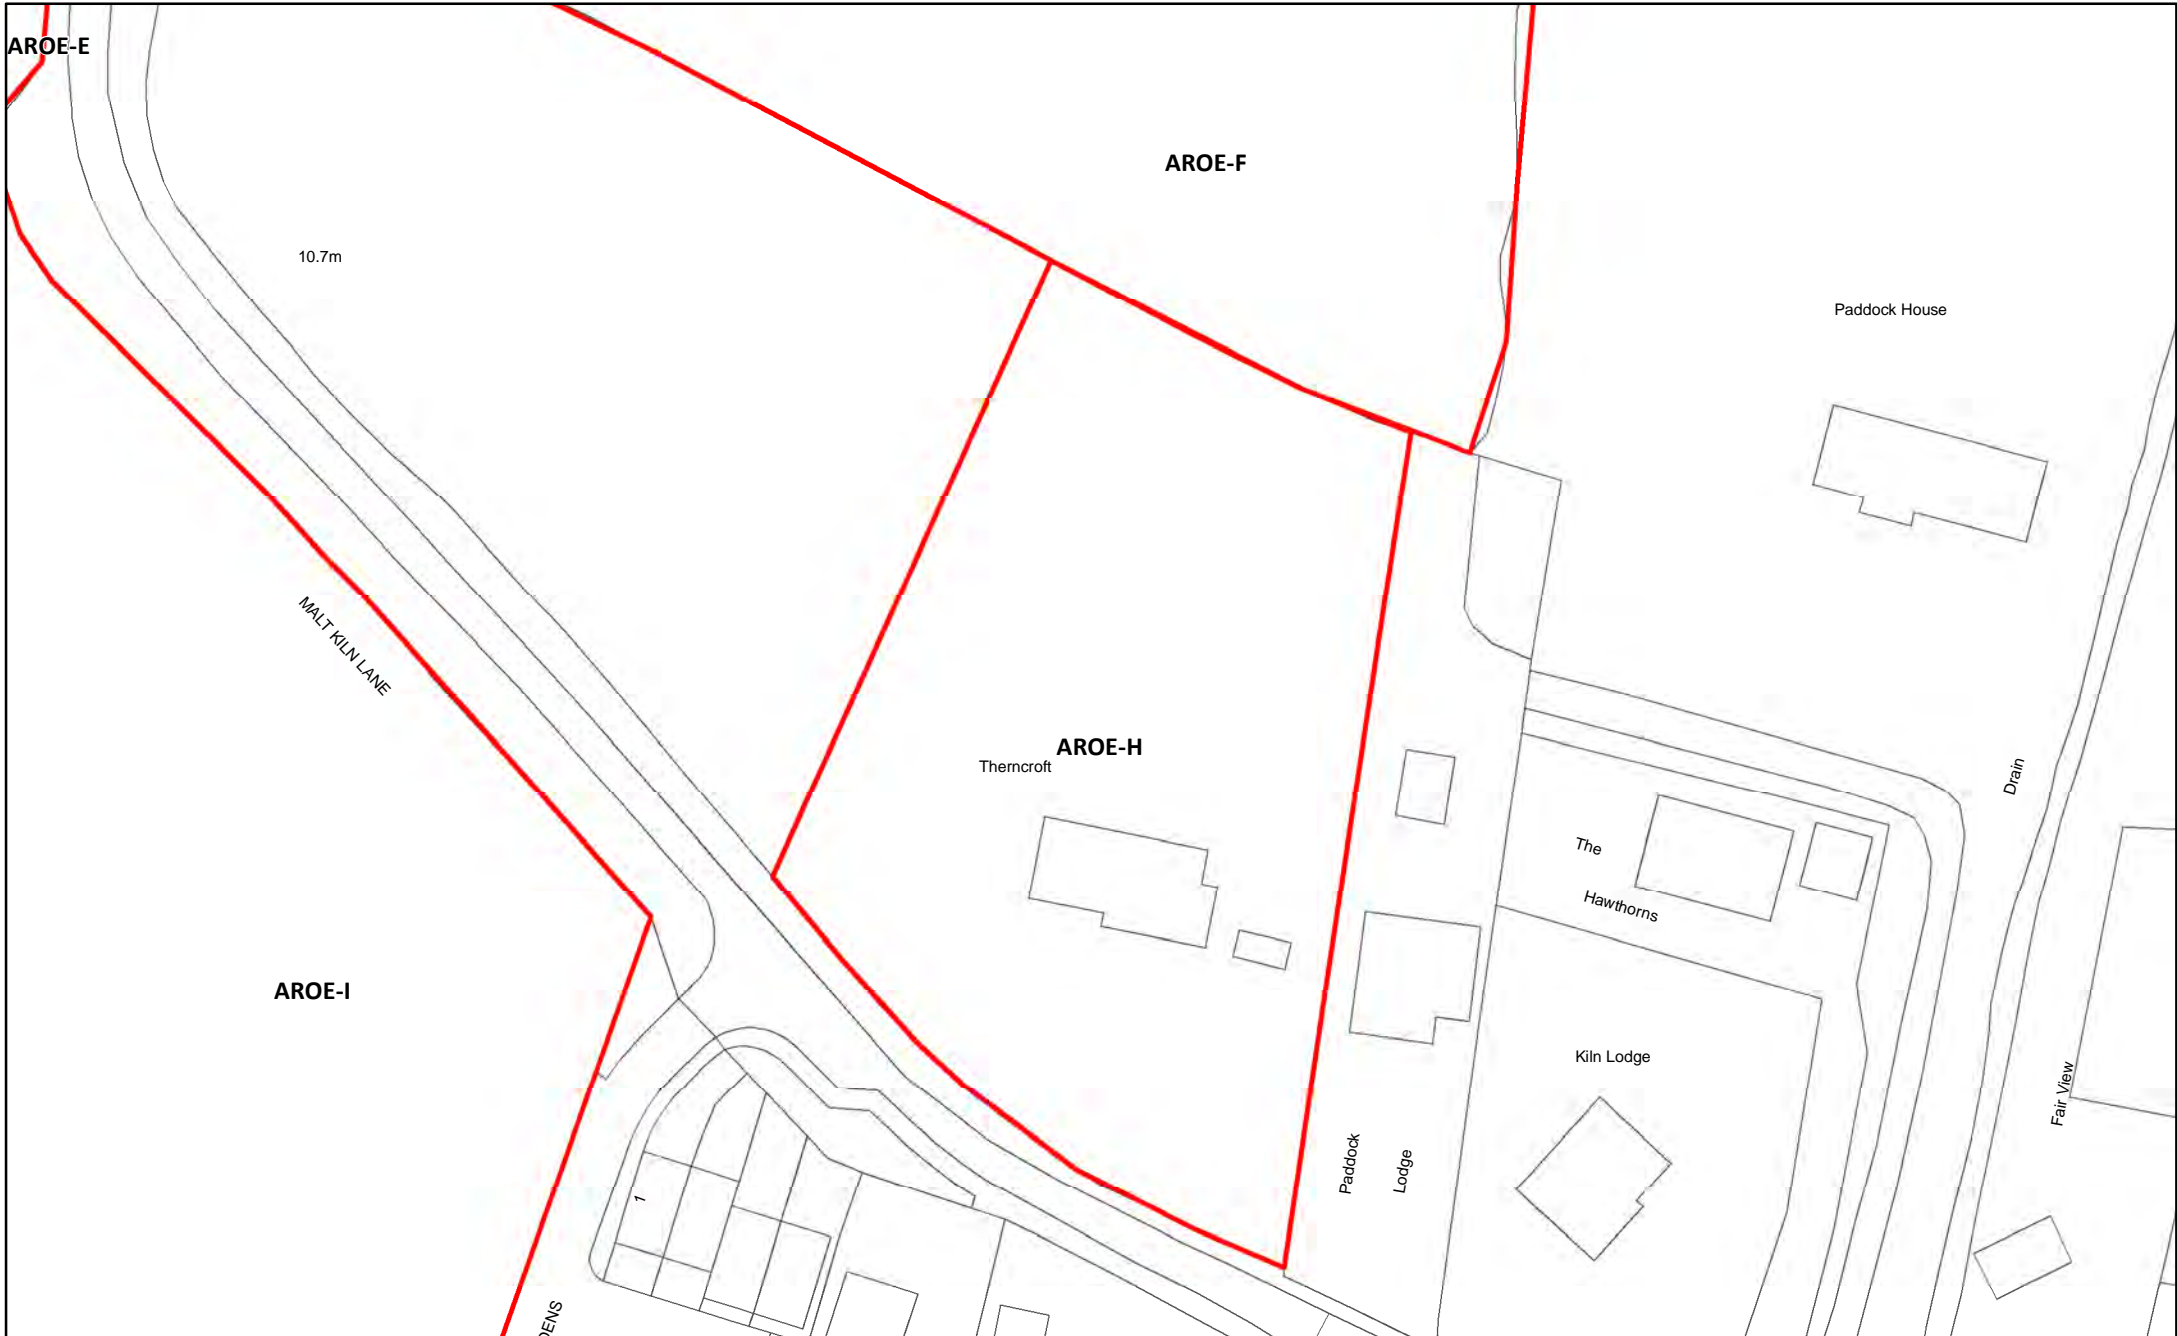 AROE-E
AROE-F
10.7m
Paddock House
MALT KILN LANE
AROE-H
Therncroft
Drain
The
Hawthorns
AROE-I
Kiln Lodge
Fair View
Paddock
Lodge
1
DENS